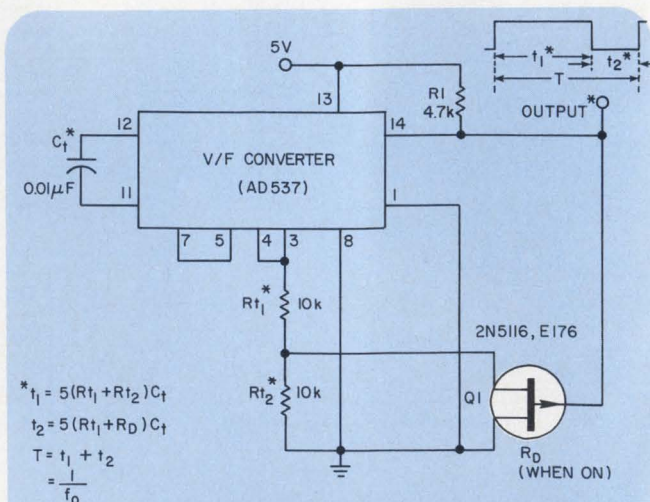 t₁*
t₂*
T
5V
OUTPUT*
13
R1
4.7k
12
14
Cₜ*
V/F CONVERTER
(AD537)
0.01μF
11
1
7
5
4
3
8
Rt₁*
10k
2N5116, E176
Rt₂*
10k
Q1
*t₁ = 5(Rt₁+Rt₂)Cₜ
t₂ = 5(Rt₁+R_D)Cₜ
T = t₁ + t₂
= 1/f₀
R_D
(WHEN ON)